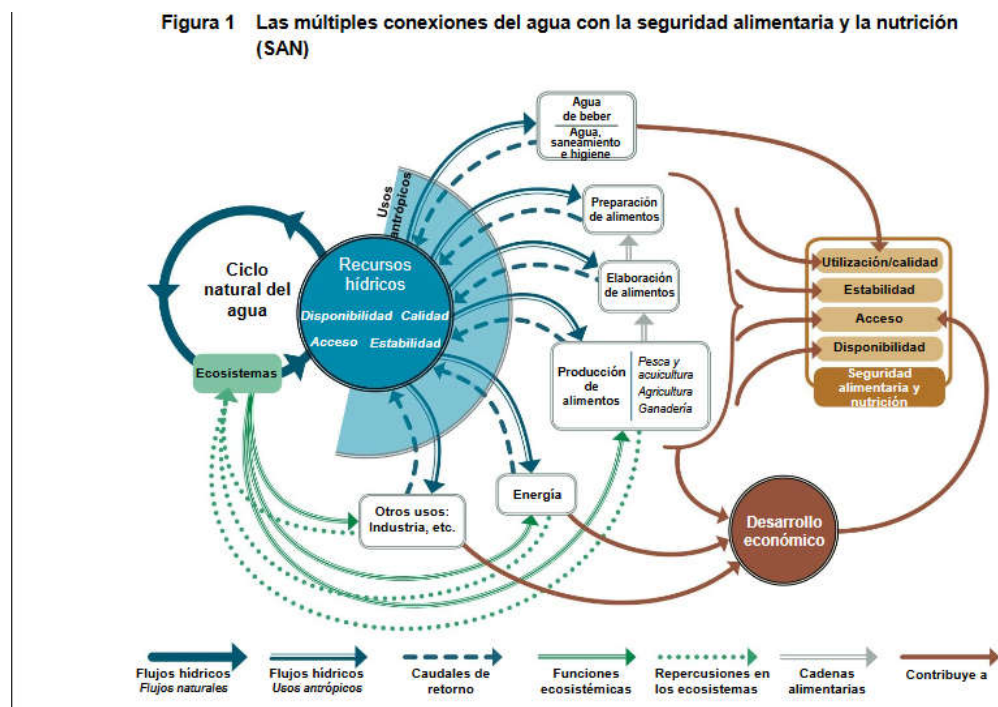 Figura 1 Las múltiples conexiones del agua con la seguridad alimentaria y la nutrición
(SAN)
Agua
de beber
Agua,
saneamiento
e higiene
Usos
antrópicos
Preparación
de alimentos
Ciclo
natural del
agua
Recursos
hídricos
Disponibilidad Calidad
Acceso Estabilidad
Elaboración
de alimentos
Utilización/calidad
Estabilidad
Acceso
Disponibilidad
Seguridad
alimentaria y
nutrición
Ecosistemas
Producción
de
alimentos
Pesca y
acuicultura
Agricultura
Ganadería
Otros usos:
Industria, etc.
Energía
Desarrollo
económico
Flujos hídricos
Flujos naturales
Flujos hídricos
Usos antrópicos
Caudales de
retorno
Funciones
ecosistémicas
Repercusiones en
los ecosistemas
Cadenas
alimentarias
Contribuye a